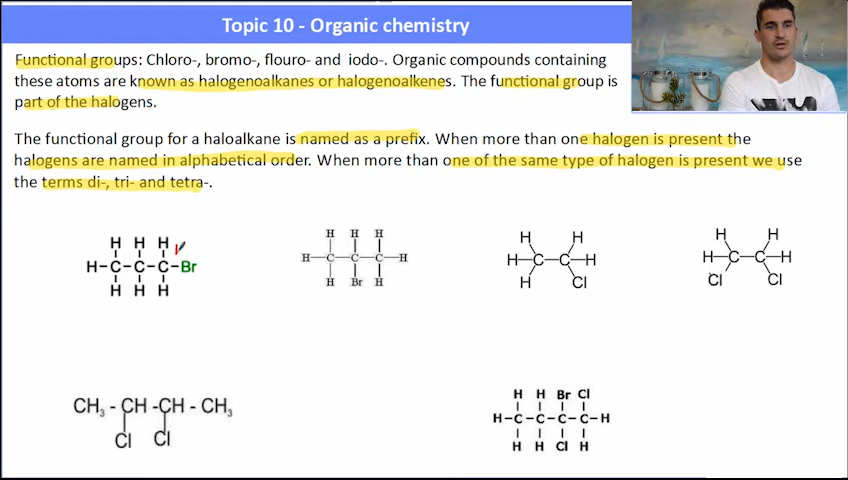 Topic 10 - Organic chemistry
Functional groups: Chloro-, bromo-, flouro- and iodo-. Organic compounds containing
these atoms are known as halogenoalkanes or halogenoalkenes. The functional group is
part of the halogens.
The functional group for a haloalkane is named as a prefix. When more than one halogen is present the
halogens are named in alphabetical order. When more than one of the same type of halogen is present we use
the terms di-, tri- and tetra-.
H H H
H-C-C-C-Br
H H H
H H H
H-C-C-C-H
H Br H
H H
H-C-C-H
H Cl
H H
H-C-C-H
Cl Cl
CH3 - CH -CH - CH3
Cl Cl
H H Br Cl
H-C-C-C-C-H
H H Cl H